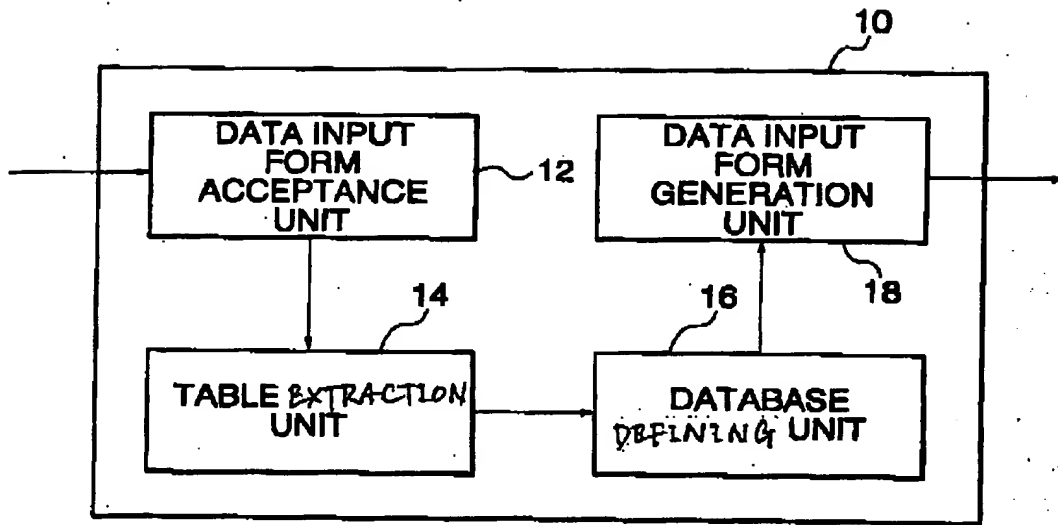 10
DATA INPUT
FORM
ACCEPTANCE
UNIT
12
DATA INPUT
FORM
GENERATION
UNIT
18
14
TABLE EXTRACTION
UNIT
16
DATABASE
DEFINING UNIT